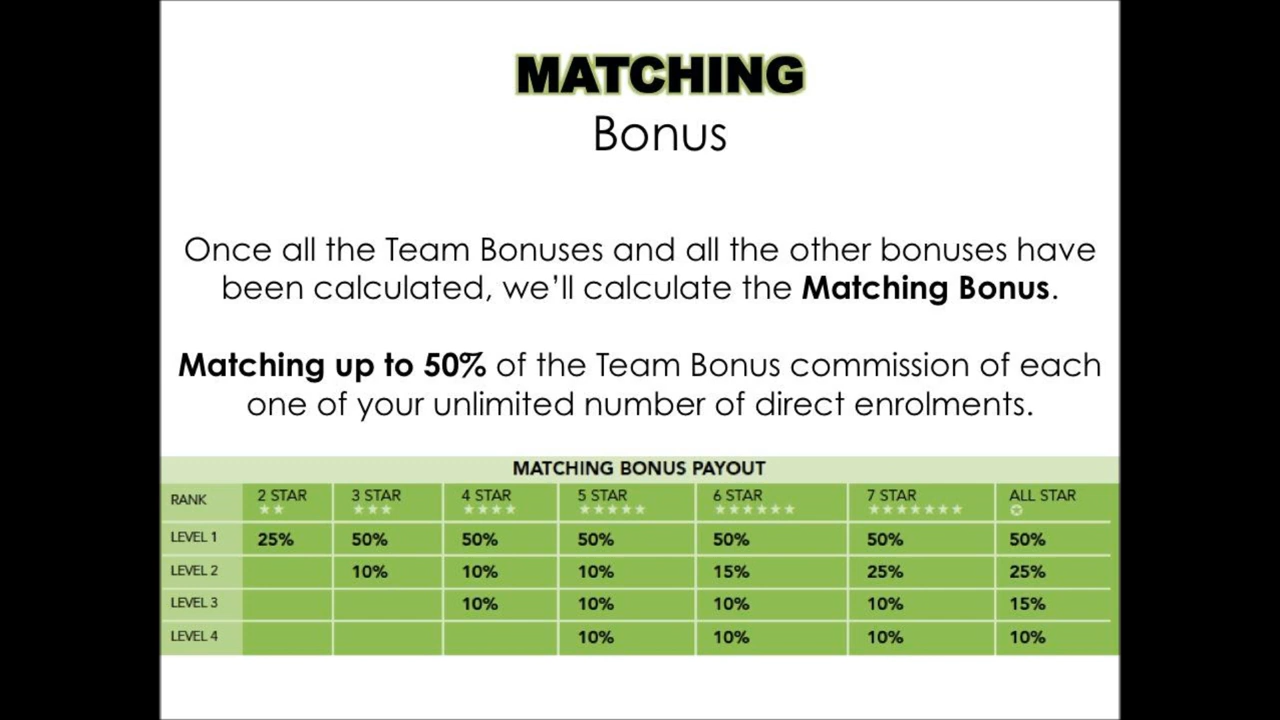 MATCHING
Bonus
Once all the Team Bonuses and all the other bonuses have
been calculated, we'll calculate the Matching Bonus.
Matching up to 50% of the Team Bonus commission of each
one of your unlimited number of direct enrolments.
MATCHING BONUS PAYOUT
RANK 2 STAR 3 STAR 4 STAR 5 STAR 6 STAR 7 STAR ALL STAR
LEVEL 1 25% 50% 50% 50% 50% 50% 50%
LEVEL 2 10% 10% 10% 15% 25% 25%
LEVEL 3 10% 10% 10% 10% 15%
LEVEL 4 10% 10% 10% 10%